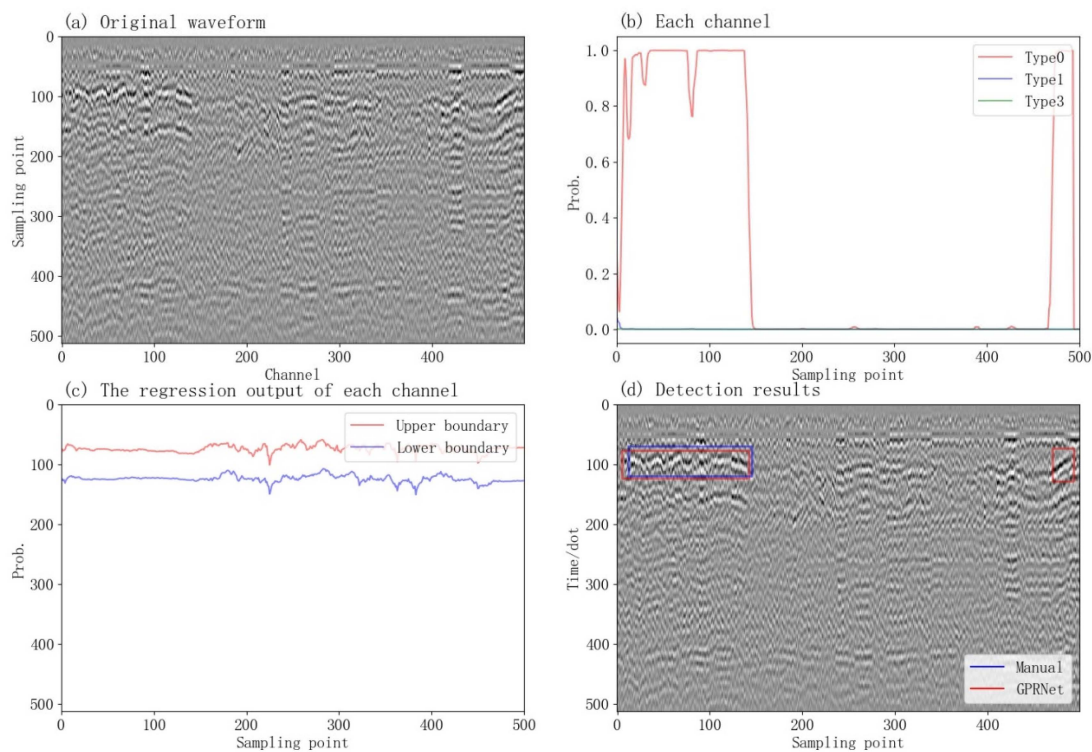 (a) Original waveform
0
100
200
300
400
500
Sampling point
0
100
200
300
400
Channel
(b) Each channel
1.0
0.8
0.6
0.4
0.2
0.0
Prob.
Type0
Type1
Type3
0
100
200
300
400
500
Sampling point
(c) The regression output of each channel
0
100
200
300
400
500
Prob.
Upper boundary
Lower boundary
0
100
200
300
400
500
Sampling point
(d) Detection results
0
100
200
300
400
500
Time/dot
Manual
GPRNet
0
100
200
300
400
Sampling point